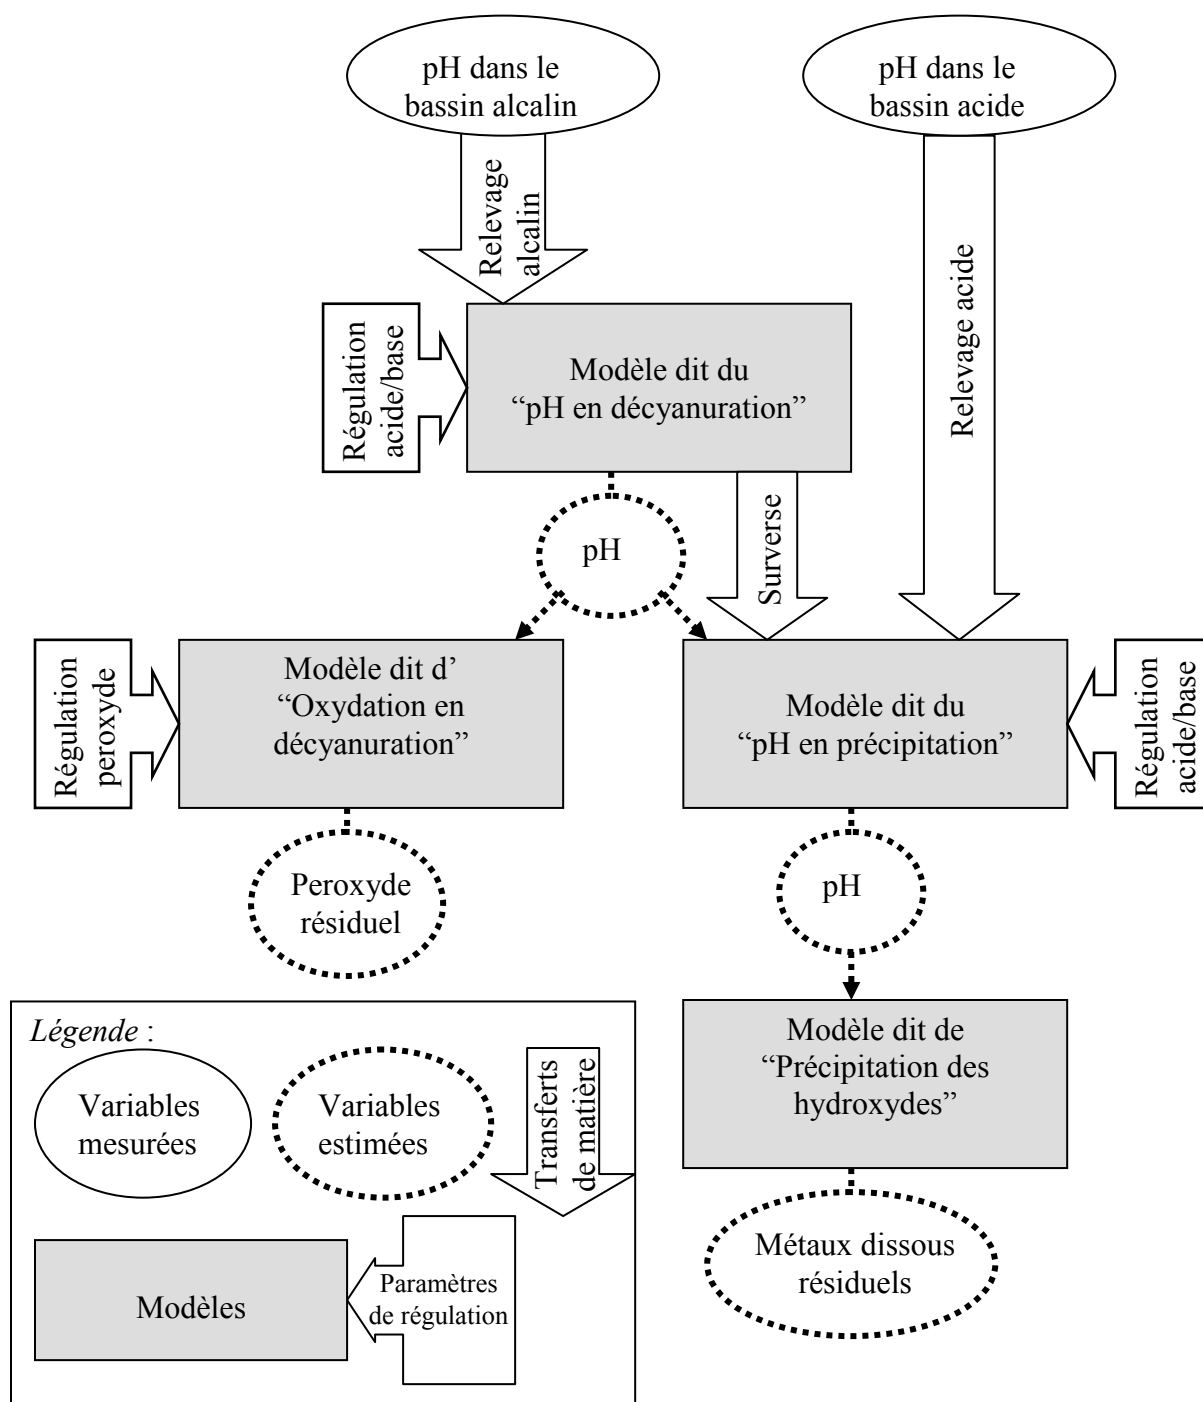 pH dans le
bassin alcalin
pH dans le
bassin acide
Relevage
alcalin
Relevage acide
Régulation
acide/base
Modèle dit du
“pH en décyanuration”
pH
Surverse
Régulation
peroxyde
Modèle dit d’
“Oxydation en
décyanuration”
Modèle dit du
“pH en précipitation”
Régulation
acide/base
Peroxyde
résiduel
pH
Légende :
Variables
mesurées
Variables
estimées
Transferts
de matière
Modèles
Paramètres
de régulation
Modèle dit de
“Précipitation des
hydroxydes”
Métaux dissous
résiduels